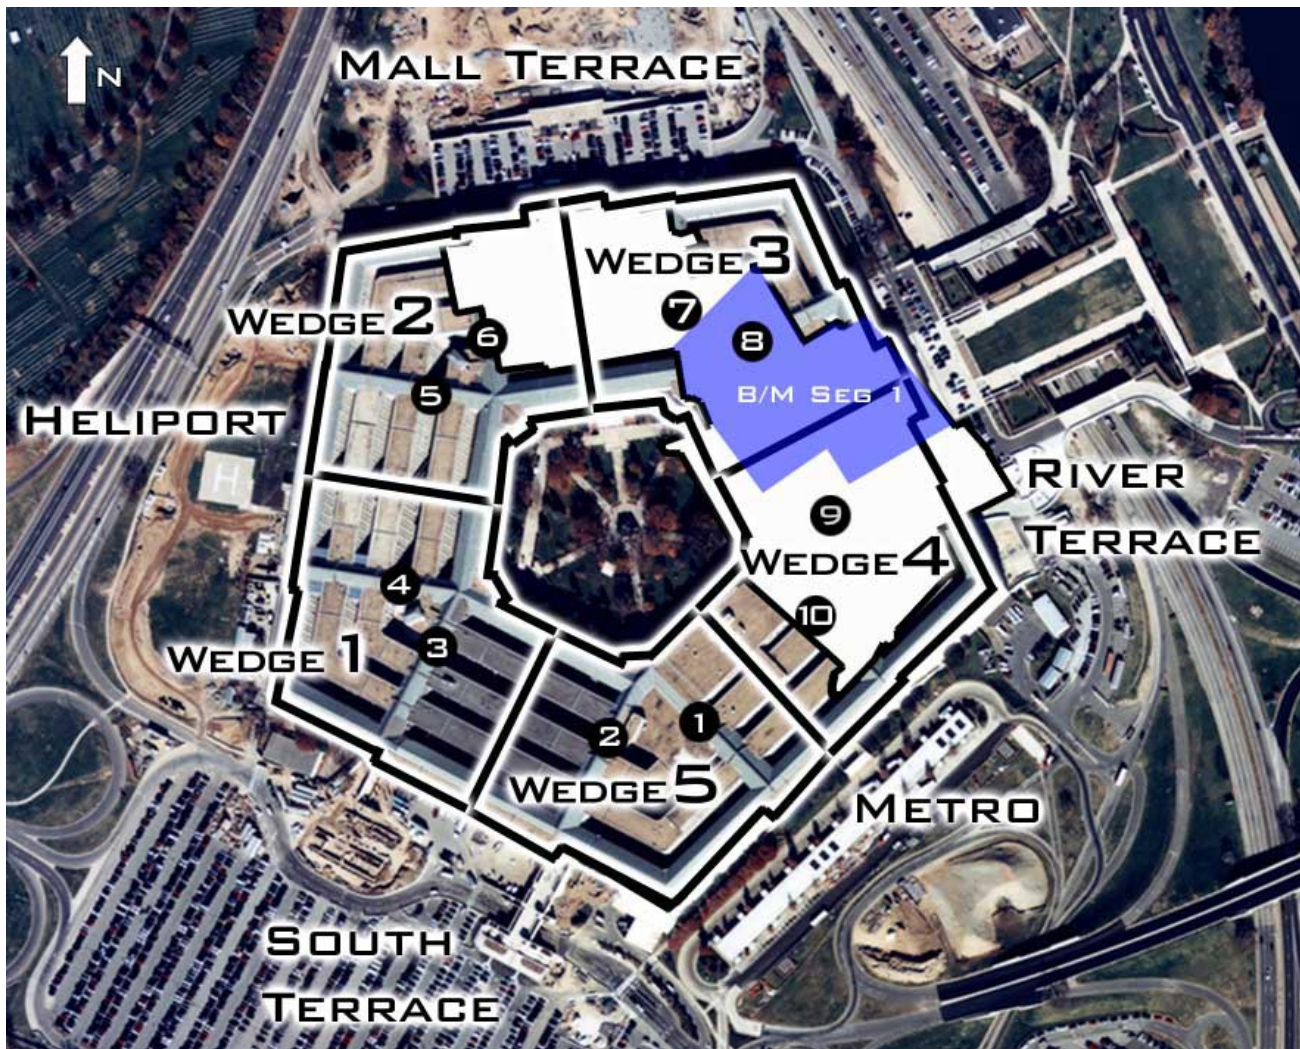 N
MALL TERRACE
WEDGE 3
WEDGE 2
7
6
8
5
B/M SEG 1
HELIPORT
H
RIVER
TERRACE
9
WEDGE 4
4
10
3
WEDGE 1
1
2
WEDGE 5
METRO
SOUTH
TERRACE